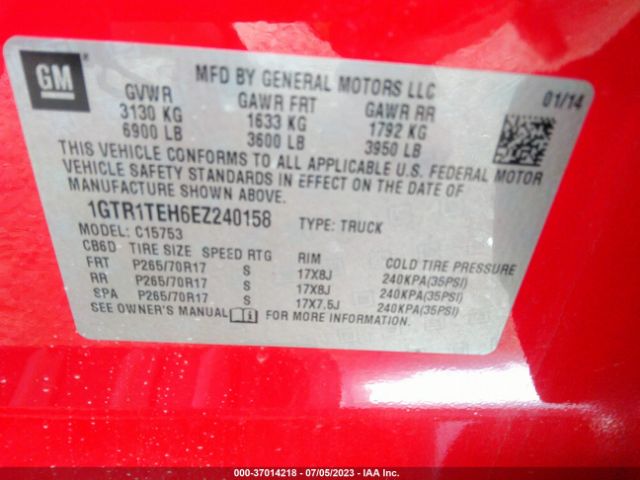 GM
MFD BY GENERAL MOTORS LLC
01/14
GVWR GAWR FRT GAWR RR
3130 KG 1633 KG 1792 KG
6900 LB 3600 LB 3950 LB
THIS VEHICLE CONFORMS TO ALL APPLICABLE U.S. FEDERAL MOTOR
VEHICLE SAFETY STANDARDS IN EFFECT ON THE DATE OF
MANUFACTURE SHOWN ABOVE.
1GTR1TEH6EZ240158 TYPE: TRUCK
MODEL: C15753
CB6D TIRE SIZE SPEED RTG RIM COLD TIRE PRESSURE
FRT P265/70R17 S 17X8J 240KPA(35PSI)
RR P265/70R17 S 17X8J 240KPA(35PSI)
SPA P265/70R17 S 17X7.5J 240KPA(35PSI)
SEE OWNER'S MANUAL FOR MORE INFORMATION.
000-37014218 - 07/05/2023 - IAA Inc.